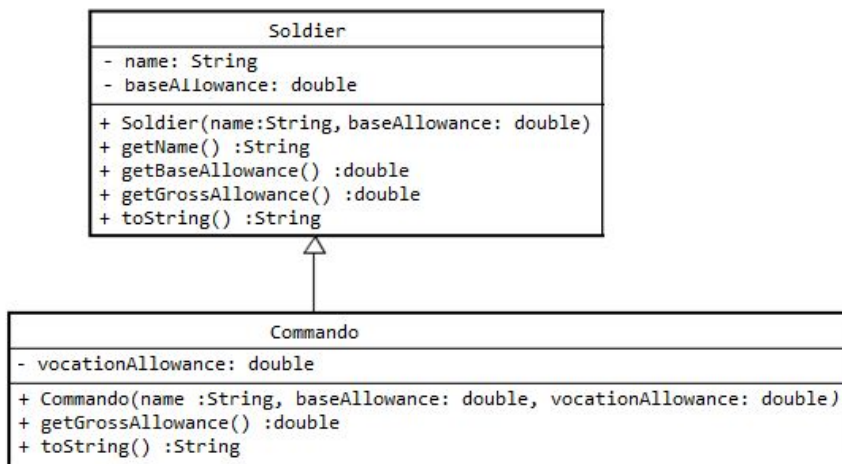 Soldier
- name: String
- baseAllowance: double
+ Soldier(name:String, baseAllowance: double)
+ getName() :String
+ getBaseAllowance() :double
+ getGrossAllowance() :double
+ toString() :String
Commando
- vocationAllowance: double
+ Commando(name :String, baseAllowance: double, vocationAllowance: double)
+ getGrossAllowance() :double
+ toString() :String